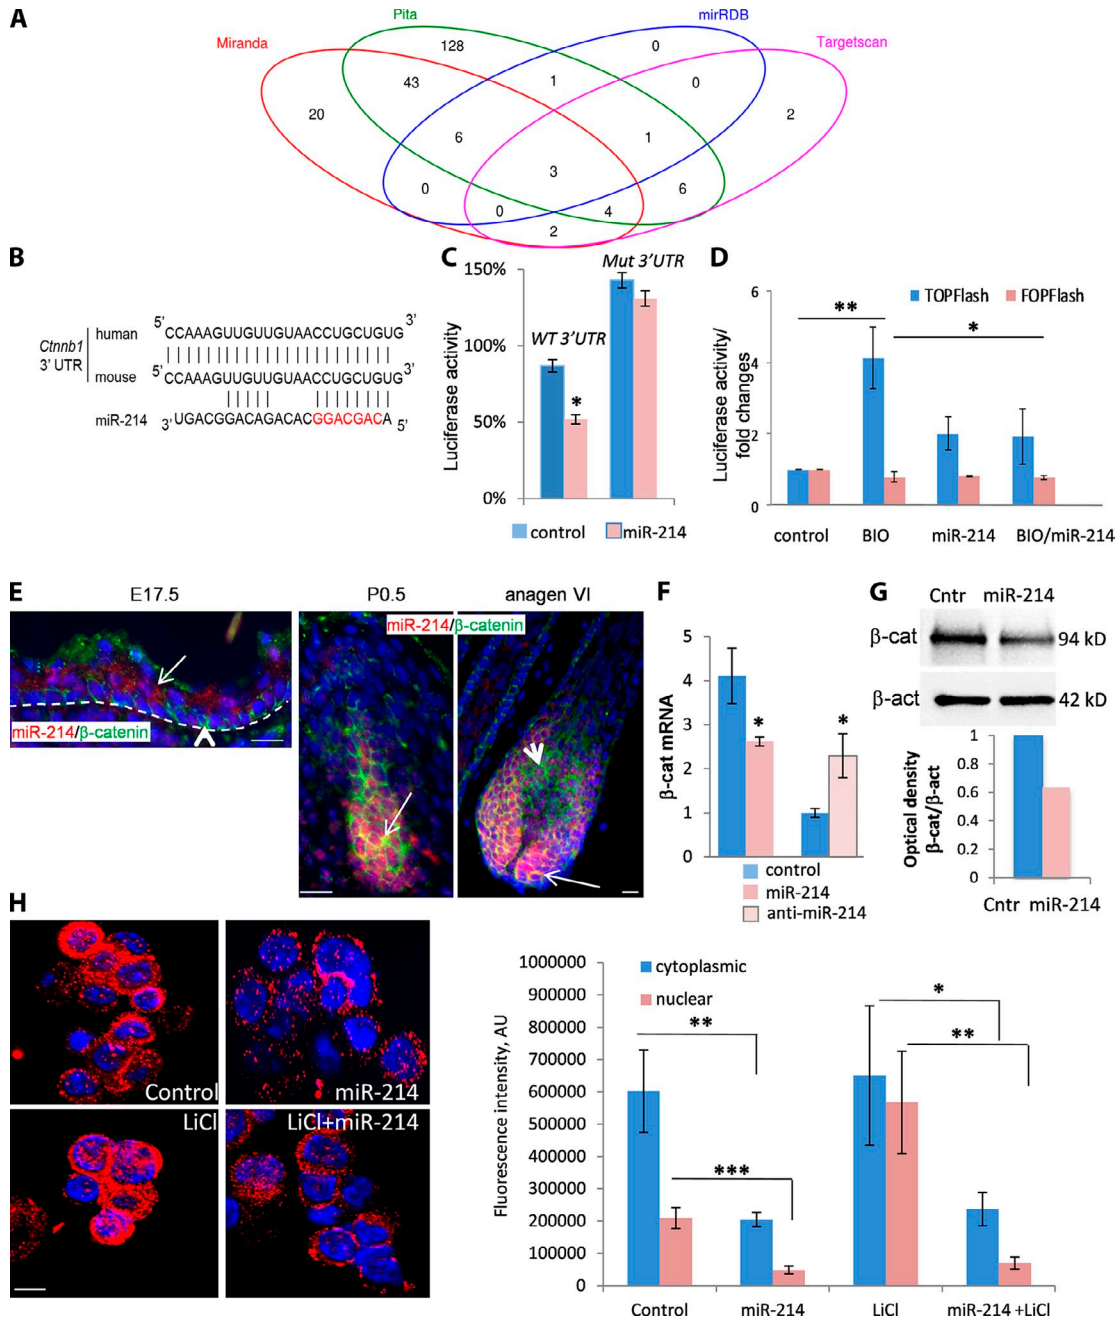 A
Miranda
Pita
mirRDB
Targetscan
128
0
43
1
0
20
2
6
1
3
0
6
0
4
2
B
Ctnnb1
3' UTR
human
5' CCAAAGUUGUUGUAACCUGCUGUG 3'
mouse
5' CCAAAGUUGUUGUAACCUGCUGUG 3'
miR-214
3' UGACGGACAGACACGGACGACA 5'
C
Luciferase activity
150%
100%
50%
0%
WT 3'UTR
Mut 3'UTR
*
control
miR-214
D
Luciferase activity/
fold changes
6
4
2
0
TOPFlash
FOPFlash
**
*
control
BIO
miR-214
BIO/miR-214
E
E17.5
P0.5
anagen VI
miR-214/β-catenin
miR-214/β-catenin
F
β-cat mRNA
5
4
3
2
1
0
*
*
control
miR-214
anti-miR-214
G
Cntr miR-214
β-cat
94 kD
β-act
42 kD
Optical density
β-cat/β-act
1
0.8
0.6
0.4
0.2
0
Cntr miR-214
H
Control
miR-214
LiCl
LiCl+miR-214
Fluorescence intensity, AU
1000000
900000
800000
700000
600000
500000
400000
300000
200000
100000
0
cytoplasmic
nuclear
**
***
*
**
Control
miR-214
LiCl
miR-214 +LiCl